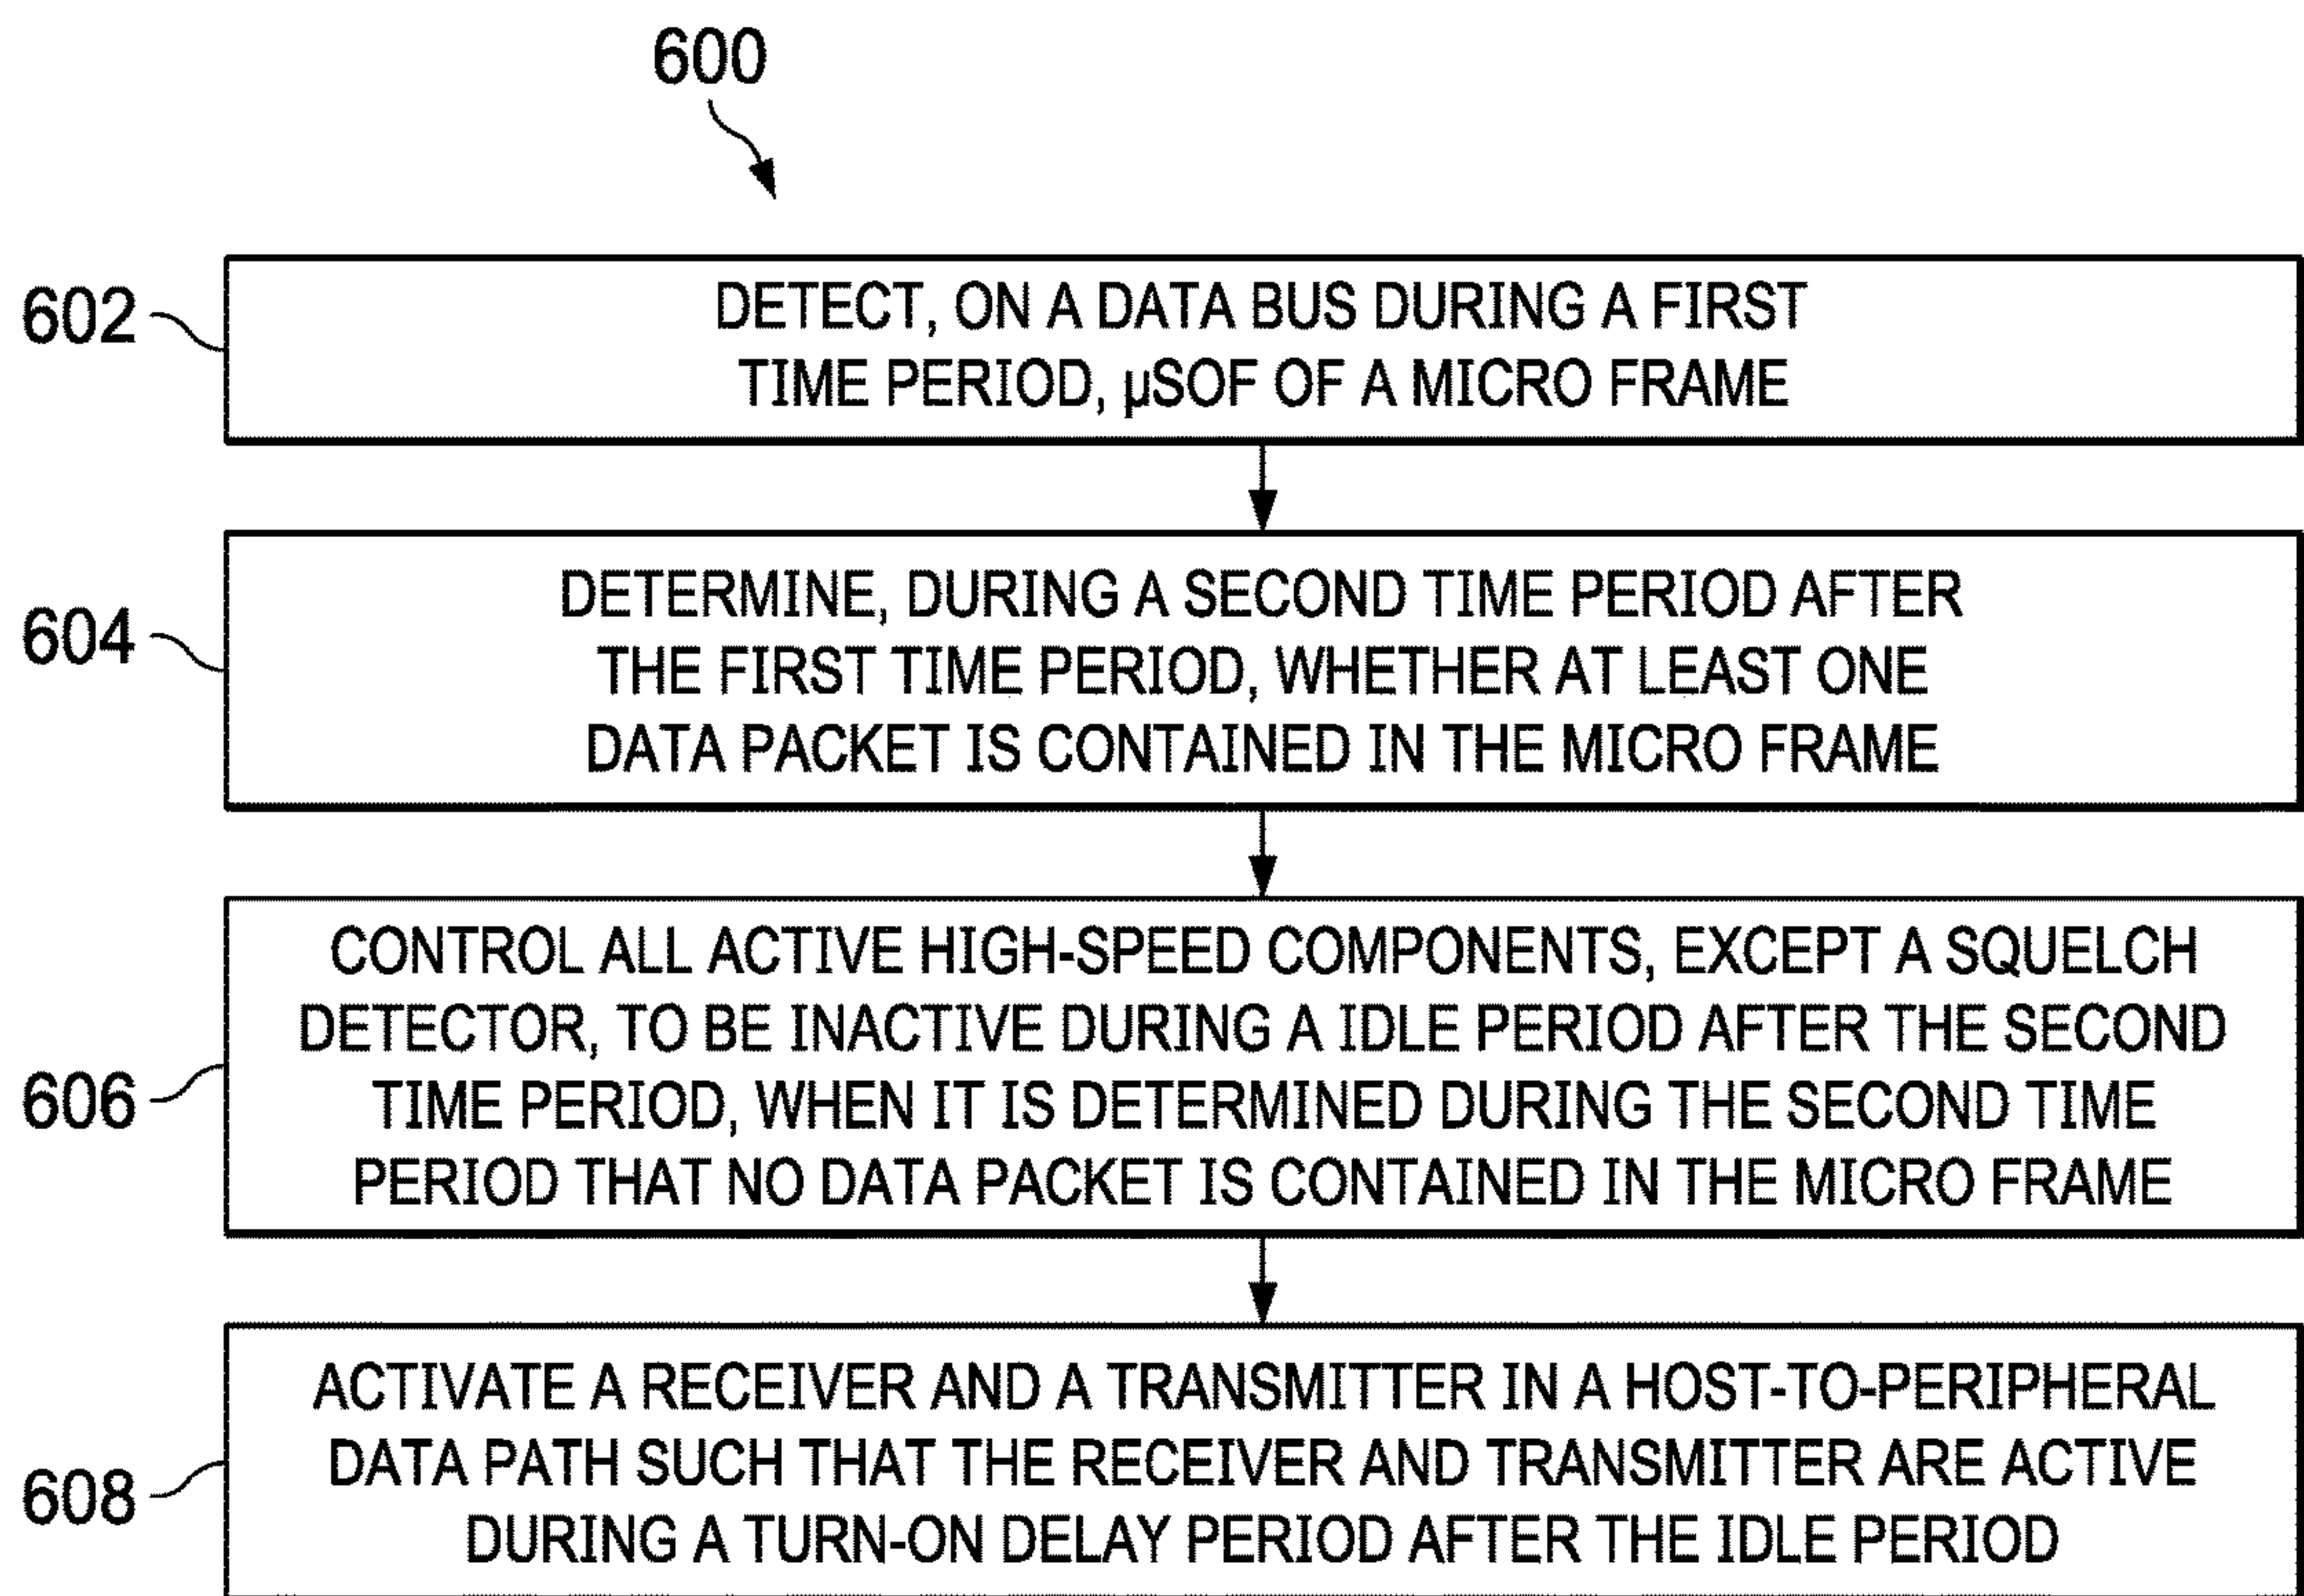 600
602
DETECT, ON A DATA BUS DURING A FIRST
TIME PERIOD, µSOF OF A MICRO FRAME
604
DETERMINE, DURING A SECOND TIME PERIOD AFTER
THE FIRST TIME PERIOD, WHETHER AT LEAST ONE
DATA PACKET IS CONTAINED IN THE MICRO FRAME
606
CONTROL ALL ACTIVE HIGH-SPEED COMPONENTS, EXCEPT A SQUELCH
DETECTOR, TO BE INACTIVE DURING A IDLE PERIOD AFTER THE SECOND
TIME PERIOD, WHEN IT IS DETERMINED DURING THE SECOND TIME
PERIOD THAT NO DATA PACKET IS CONTAINED IN THE MICRO FRAME
608
ACTIVATE A RECEIVER AND A TRANSMITTER IN A HOST-TO-PERIPHERAL
DATA PATH SUCH THAT THE RECEIVER AND TRANSMITTER ARE ACTIVE
DURING A TURN-ON DELAY PERIOD AFTER THE IDLE PERIOD